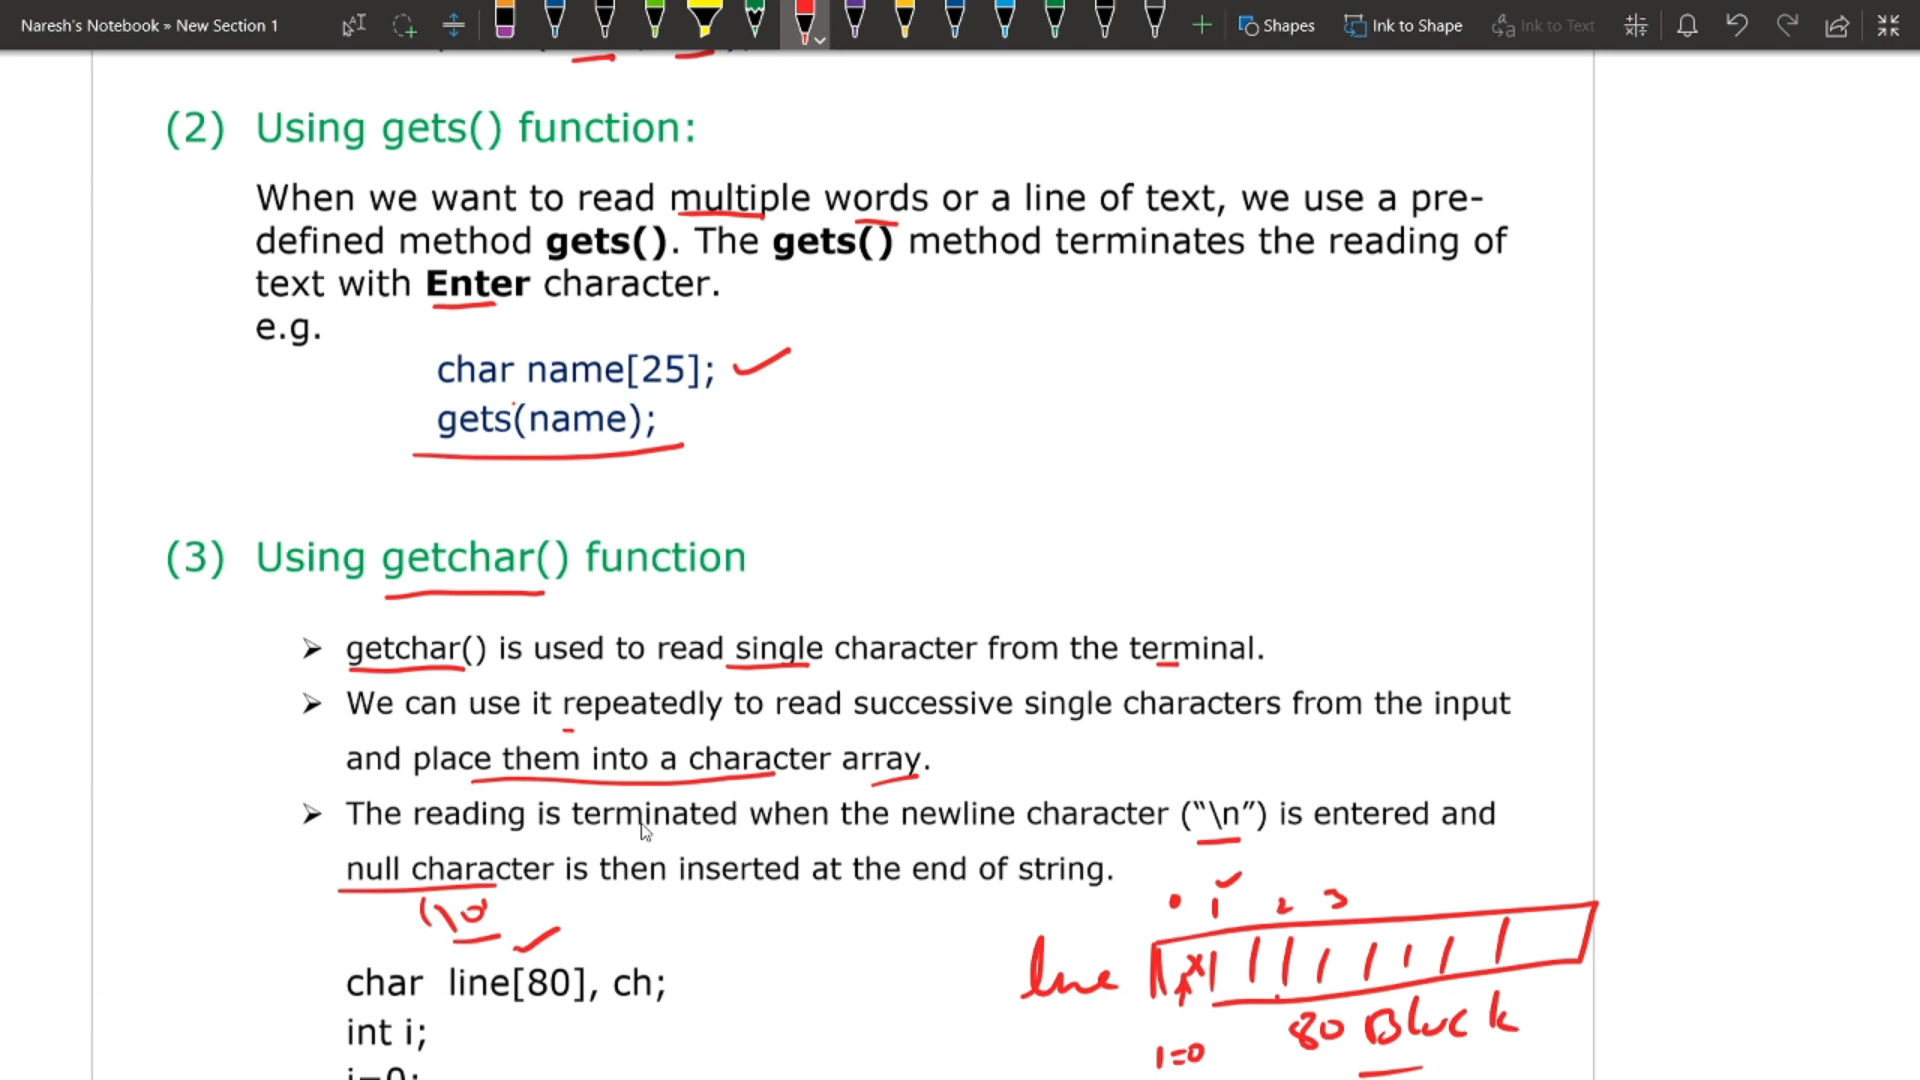 Naresh's Notebook » New Section 1
Shapes
Ink to Shape
Ink to Text
(2) Using gets() function:
When we want to read multiple words or a line of text, we use a pre-
defined method gets(). The gets() method terminates the reading of
text with Enter character.
e.g.
char name[25];
gets(name);
(3) Using getchar() function
➢ getchar() is used to read single character from the terminal.
➢ We can use it repeatedly to read successive single characters from the input
and place them into a character array.
➢ The reading is terminated when the newline character (“\n”) is entered and
null character is then inserted at the end of string.
0 1 2 3
char line[80], ch;
line
x
80 Block
int i;
i=0
i=0;